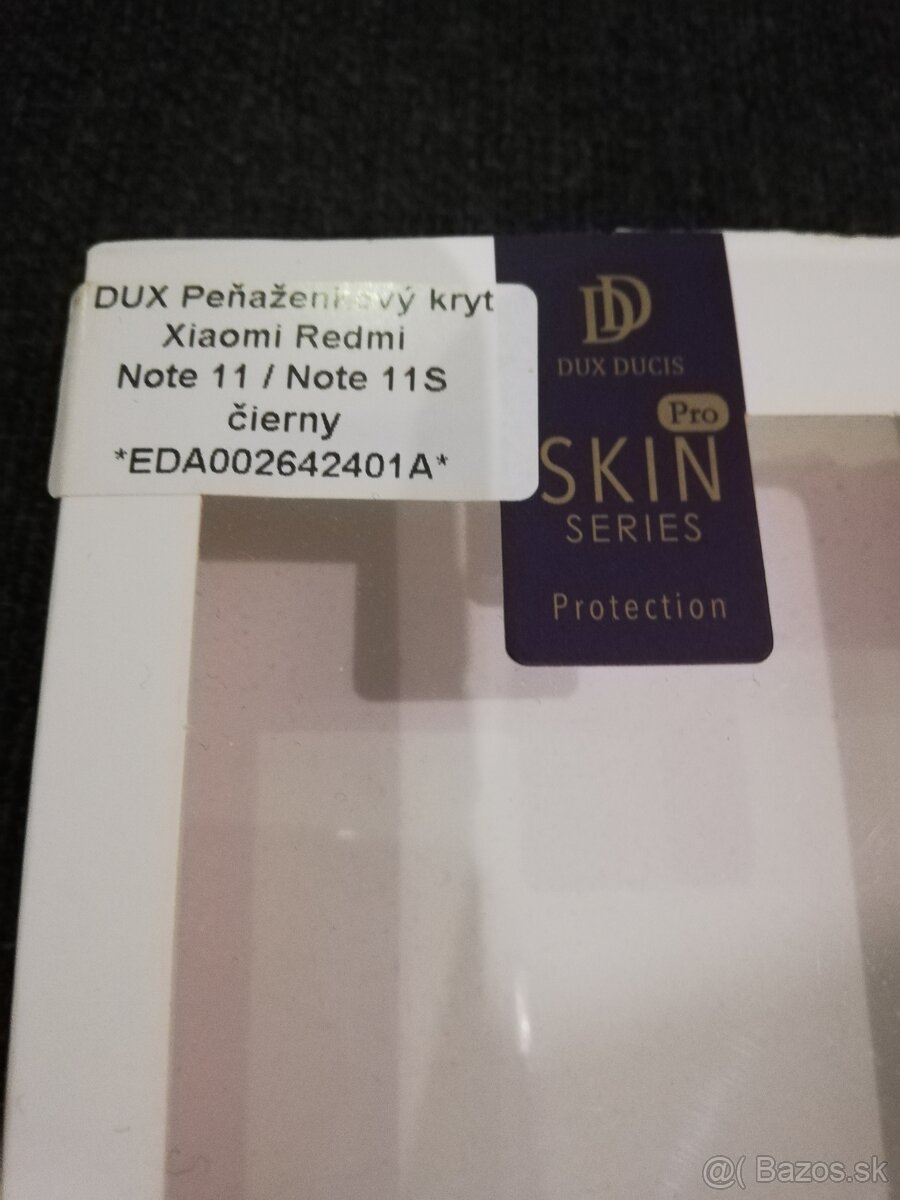 DUX Peňaženkový kryt
Xiaomi Redmi
Note 11 / Note 11S
čierny
*EDA002642401A*
DD
DUX DUCIS
Pro
SKIN
SERIES
Protection
@( Bazos.sk